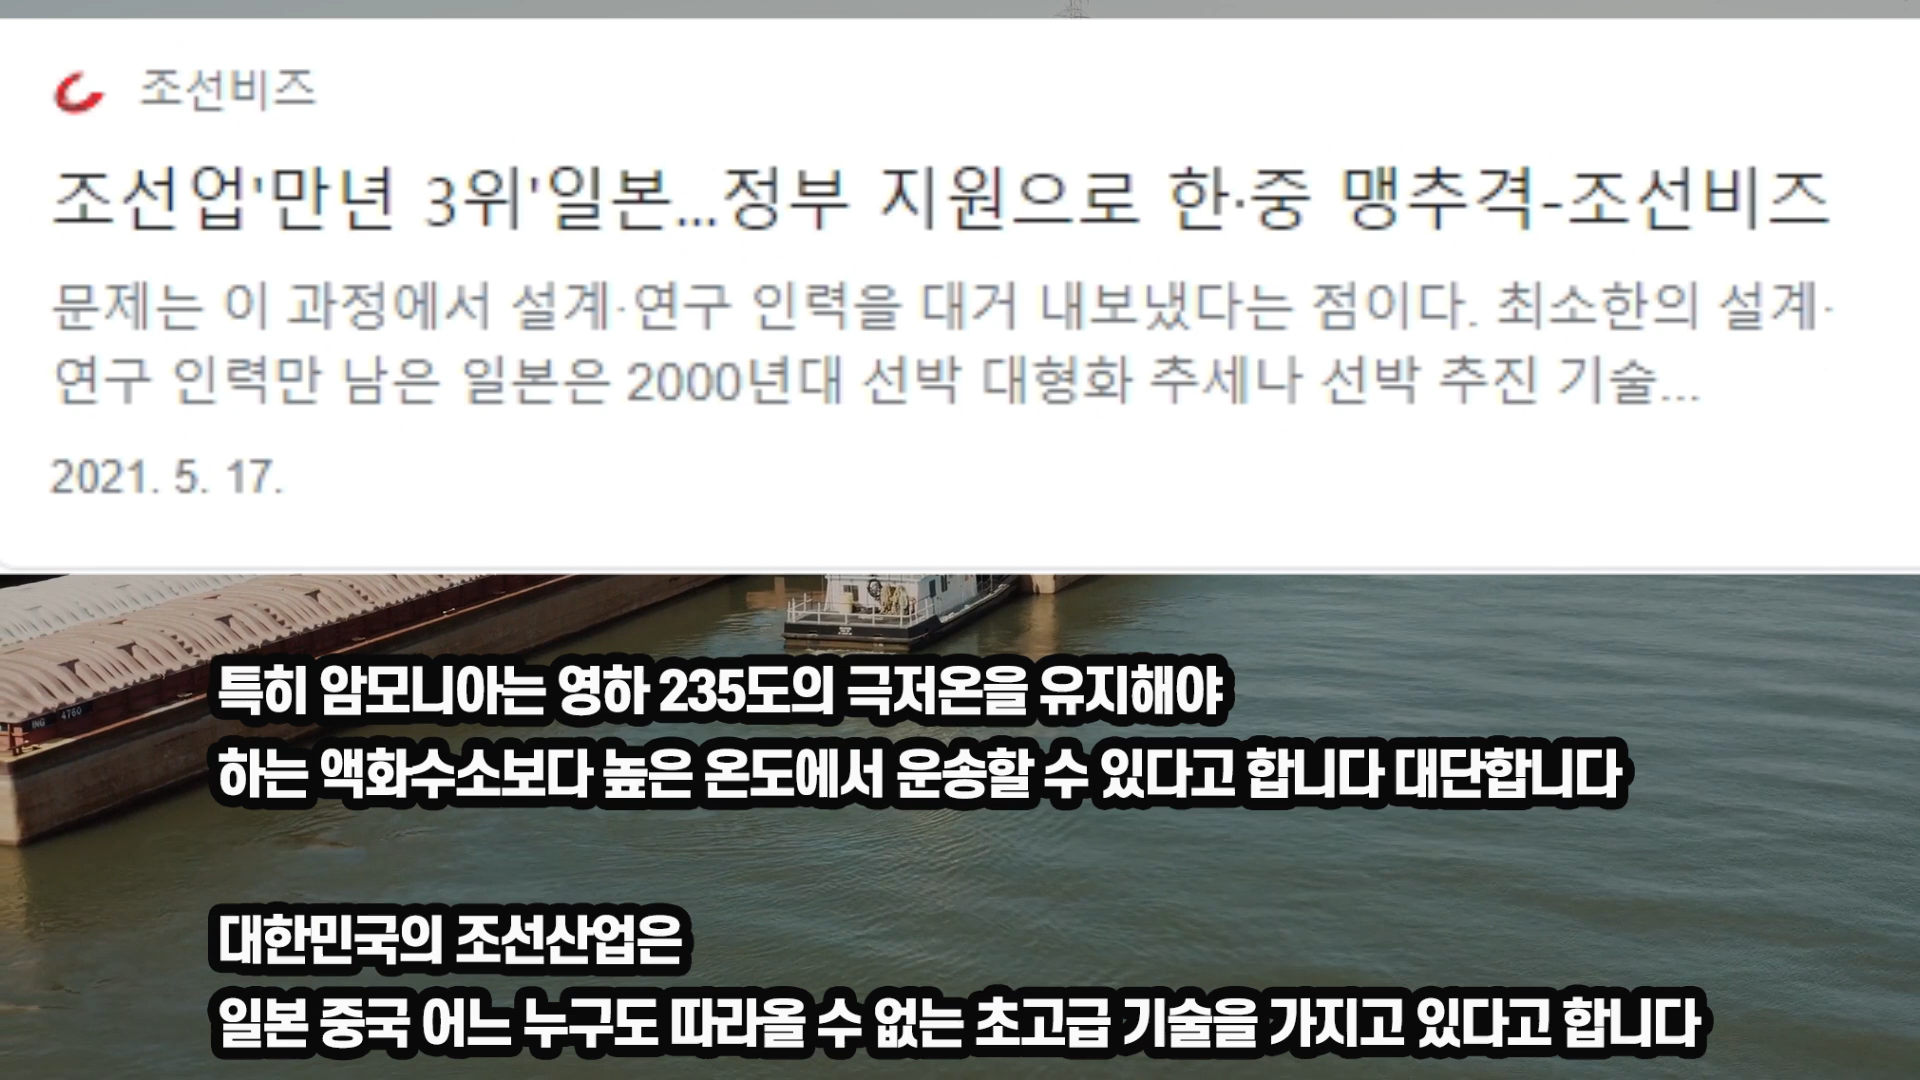 조선비즈
조선업'만년 3위'일본...정부 지원으로 한·중 맹추격-조선비즈
문제는 이 과정에서 설계·연구 인력을 대거 내보냈다는 점이다. 최소한의 설계·
연구 인력만 남은 일본은 2000년대 선박 대형화 추세나 선박 추진 기술...
2021. 5. 17.
ING 4760
특히 암모니아는 영하 235도의 극저온을 유지해야
하는 액화수소보다 높은 온도에서 운송할 수 있다고 합니다 대단합니다
대한민국의 조선산업은
일본 중국 어느 누구도 따라올 수 없는 초고급 기술을 가지고 있다고 합니다